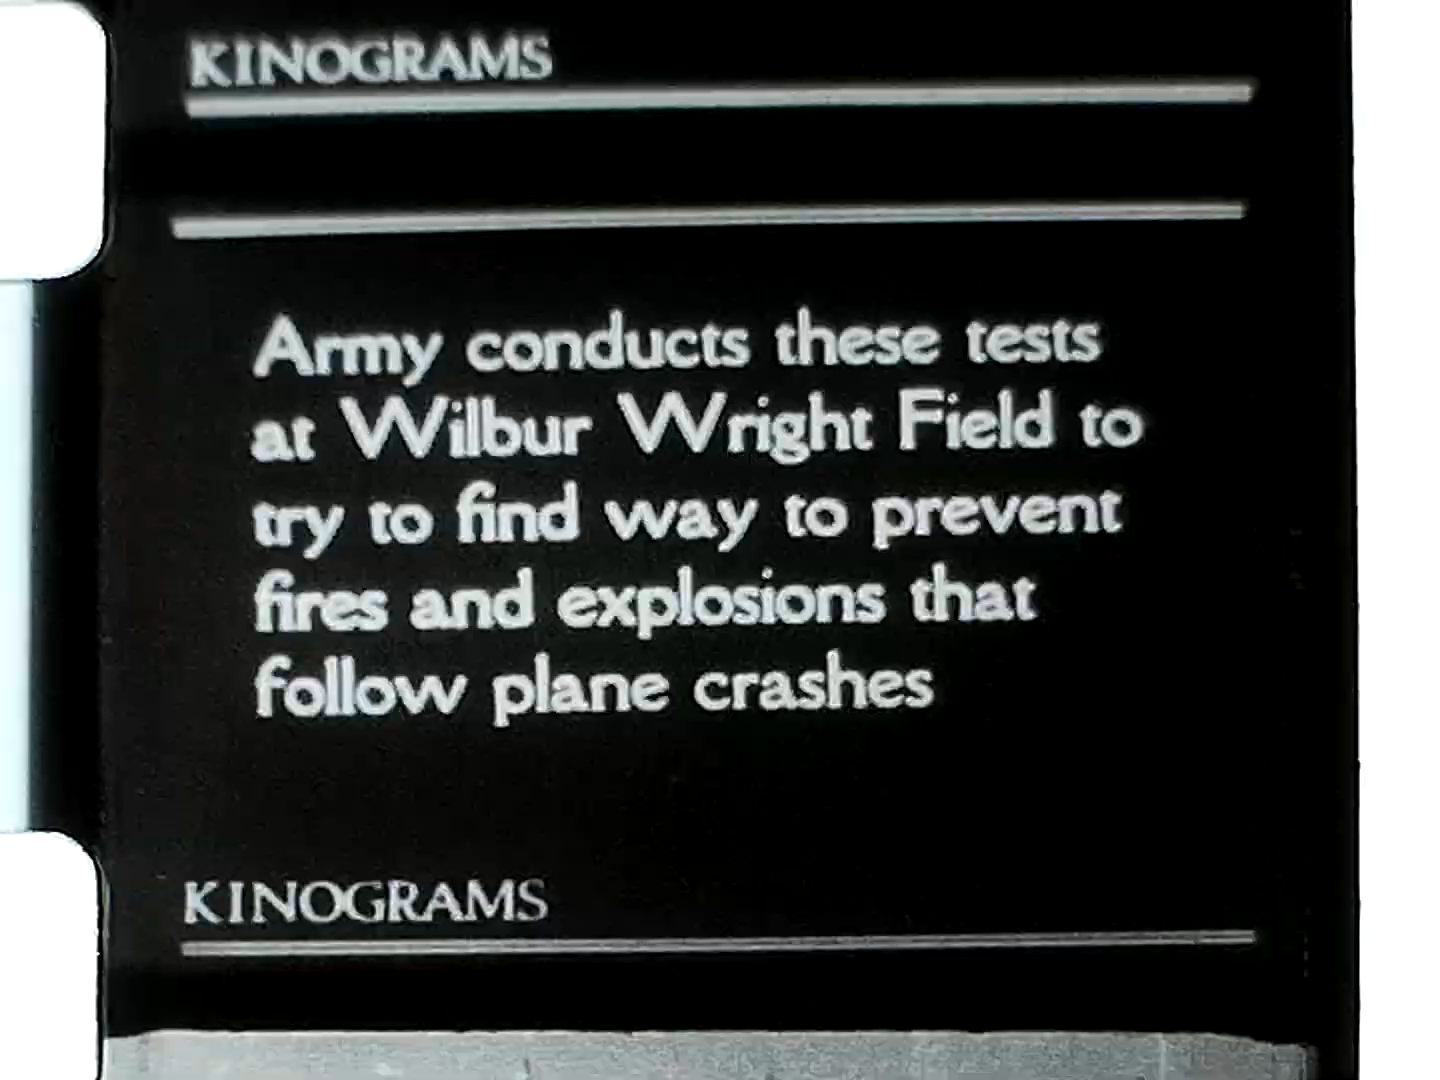 KINOGRAMS
Army conducts these tests
at Wilbur Wright Field to
try to find way to prevent
fires and explosions that
follow plane crashes
KINOGRAMS